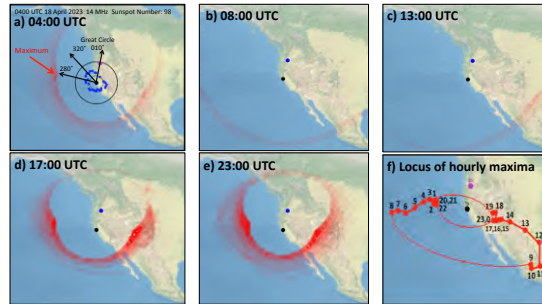 0400 UTC 18 April 2023 14 MHz Sunspot Number: 98
a) 04:00 UTC
Great Circle
010°
320°
280°
Maximum
b) 08:00 UTC
c) 13:00 UTC
d) 17:00 UTC
e) 23:00 UTC
f) Locus of hourly maxima
8 7 6 5 4 3 1
2
20,21
22
19 18
23,0
17,16,15
14
13
12
9
10
11